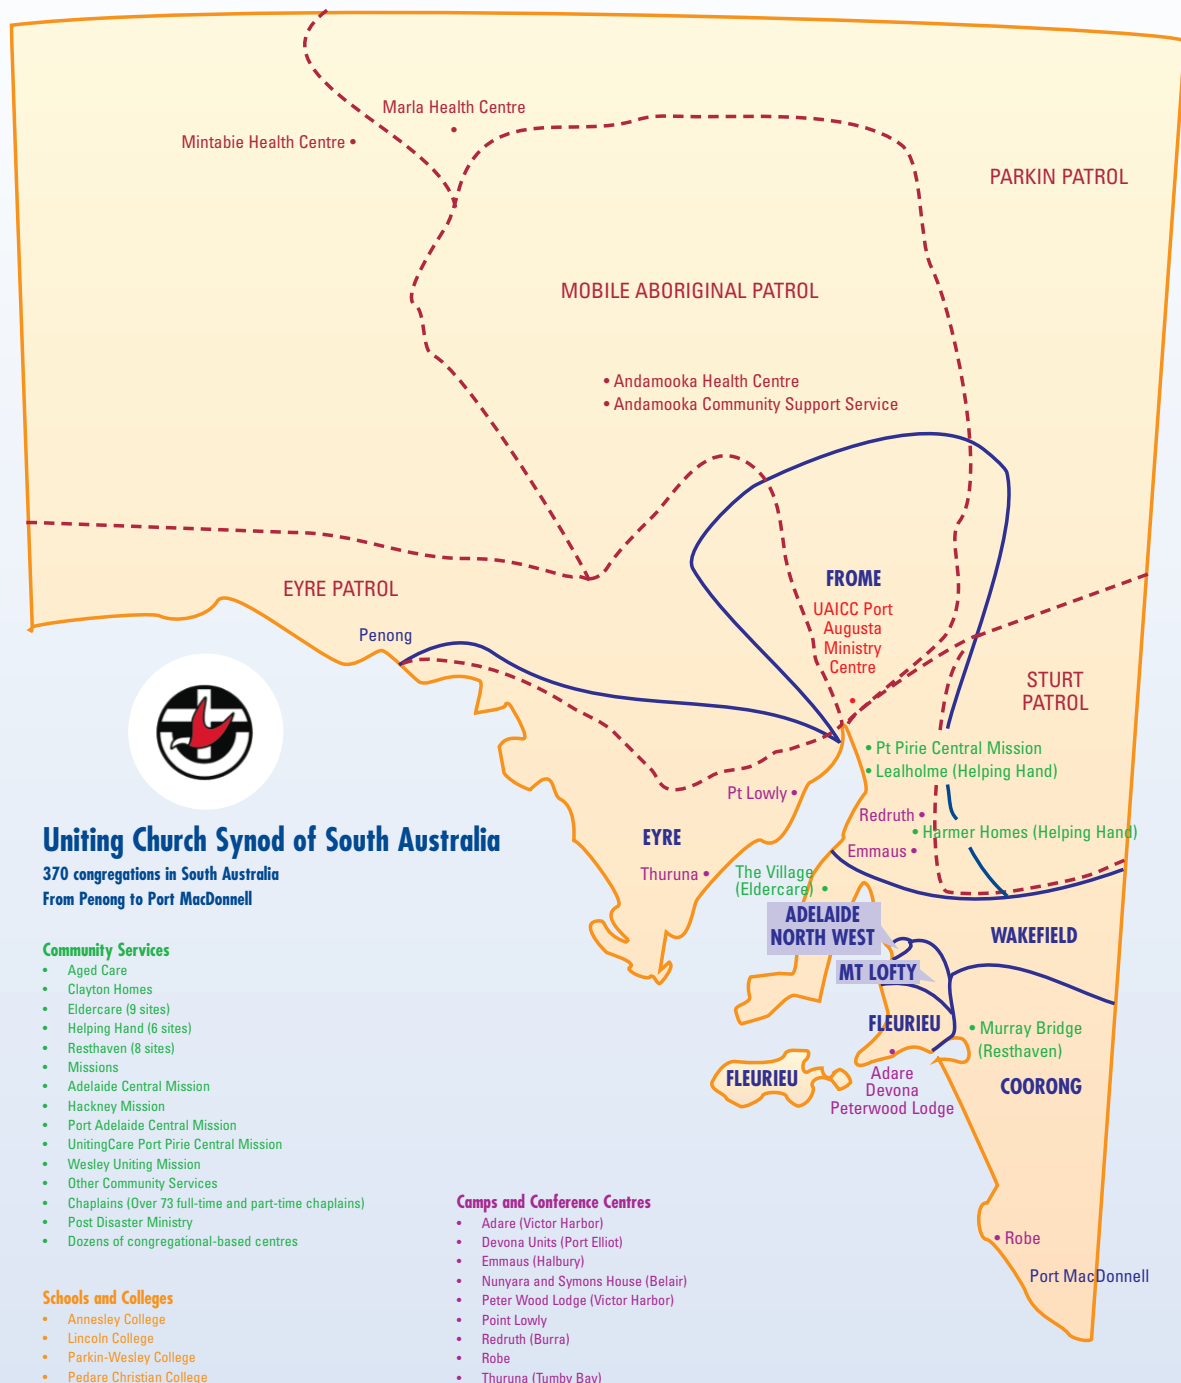 Marla Health Centre
Mintabie Health Centre •
PARKIN PATROL
MOBILE ABORIGINAL PATROL
• Andamooka Health Centre
• Andamooka Community Support Service
FROME
EYRE PATROL
UAICC Port
Augusta
Ministry
Centre
Penong
STURT
PATROL
• Pt Pirie Central Mission
• Lealholme (Helping Hand)
Pt Lowly •
Redruth •
• Harmer Homes (Helping Hand)
EYRE
Emmaus •
Thuruna •
The Village
(Eldercare) •
ADELAIDE
NORTH WEST
WAKEFIELD
MT LOFTY
FLEURIEU
• Murray Bridge
(Resthaven)
FLEURIEU
Adare
Devona
Peterwood Lodge
COORONG
• Robe
Port MacDonnell
Uniting Church Synod of South Australia
370 congregations in South Australia
From Penong to Port MacDonnell
Community Services
• Aged Care
• Clayton Homes
• Eldercare (9 sites)
• Helping Hand (6 sites)
• Resthaven (8 sites)
• Missions
• Adelaide Central Mission
• Hackney Mission
• Port Adelaide Central Mission
• UnitingCare Port Pirie Central Mission
• Wesley Uniting Mission
• Other Community Services
• Chaplains (Over 73 full-time and part-time chaplains)
• Post Disaster Ministry
• Dozens of congregational-based centres
Schools and Colleges
• Annesley College
• Lincoln College
• Parkin-Wesley College
• Pedare Christian College
Camps and Conference Centres
• Adare (Victor Harbor)
• Devona Units (Port Elliot)
• Emmaus (Halbury)
• Nunyara and Symons House (Belair)
• Peter Wood Lodge (Victor Harbor)
• Point Lowly
• Redruth (Burra)
• Robe
• Thuruna (Tumby Bay)